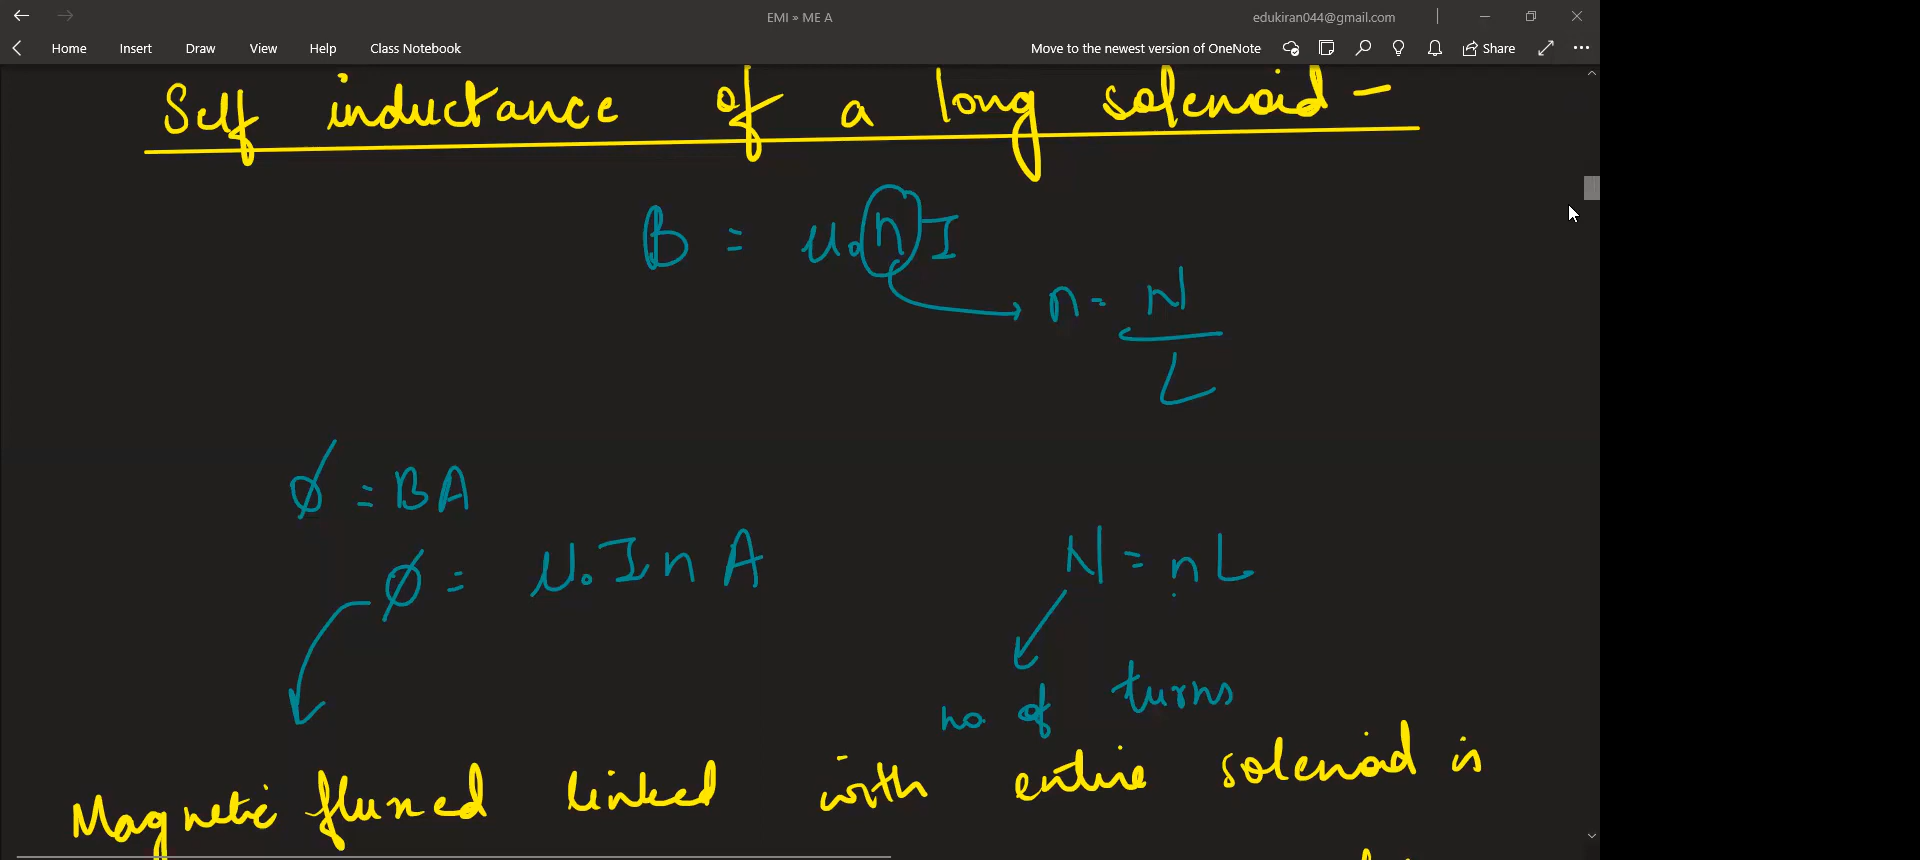 EMI » ME A
edukiran044@gmail.com
Home Insert Draw View Help Class Notebook Move to the newest version of OneNote Share
Self inductance of a long solenoid -
B = μ₀nI
n = N/L
ϕ = BA
ϕ = μ₀InA N = nL
no of turns
Magnetic fluxed linked with entire solenoid is